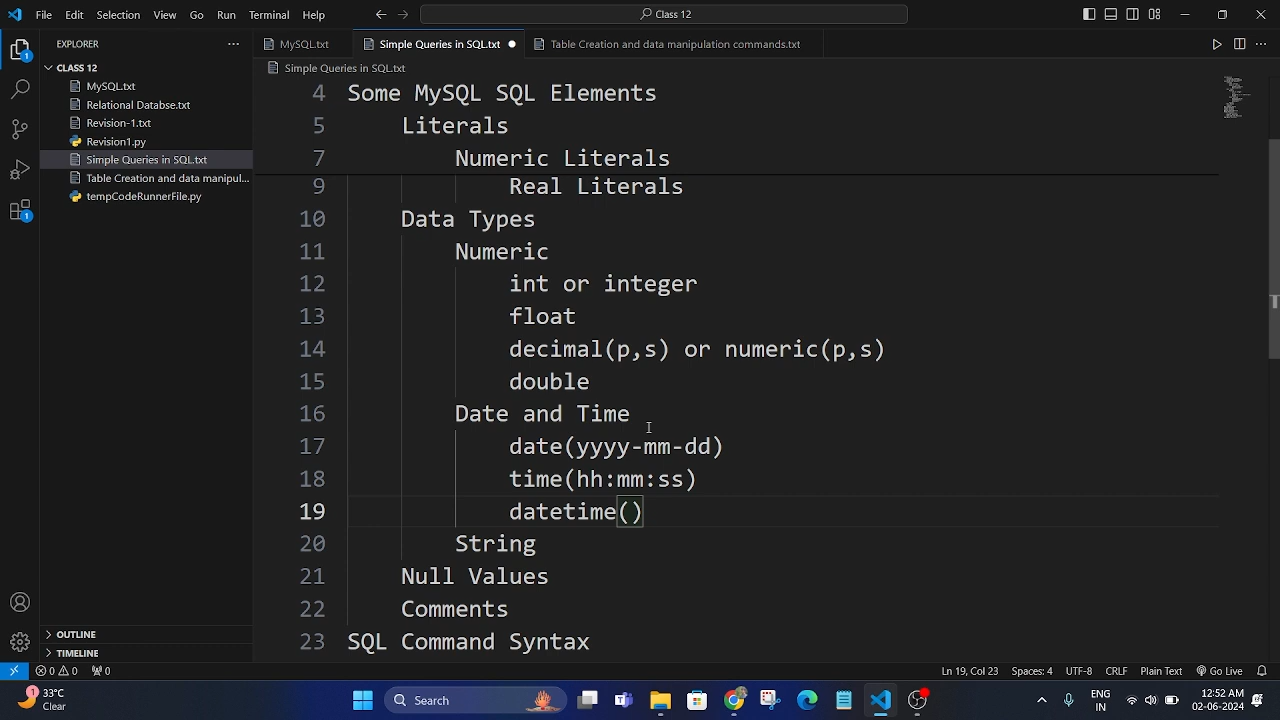 File Edit Selection View Go Run Terminal Help
Class 12
EXPLORER
MySQL.txt
Simple Queries in SQL.txt
Table Creation and data manipulation commands.txt
CLASS 12
Simple Queries in SQL.txt
MySQL.txt
Relational Databse.txt
Revision-1.txt
Revision1.py
Simple Queries in SQL.txt
Table Creation and data manipul...
tempCodeRunnerFile.py
4 Some MySQL SQL Elements
5 Literals
7 Numeric Literals
9 Real Literals
10 Data Types
11 Numeric
12 int or integer
13 float
14 decimal(p,s) or numeric(p,s)
15 double
16 Date and Time
17 date(yyyy-mm-dd)
18 time(hh:mm:ss)
19 datetime()
20 String
21 Null Values
22 Comments
23 SQL Command Syntax
1
1
OUTLINE
TIMELINE
0 0 0
Ln 19, Col 23 Spaces: 4 UTF-8 CRLF Plain Text Go Live
1
33°C
Clear
Search
ENG
IN
12:52 AM
02-06-2024